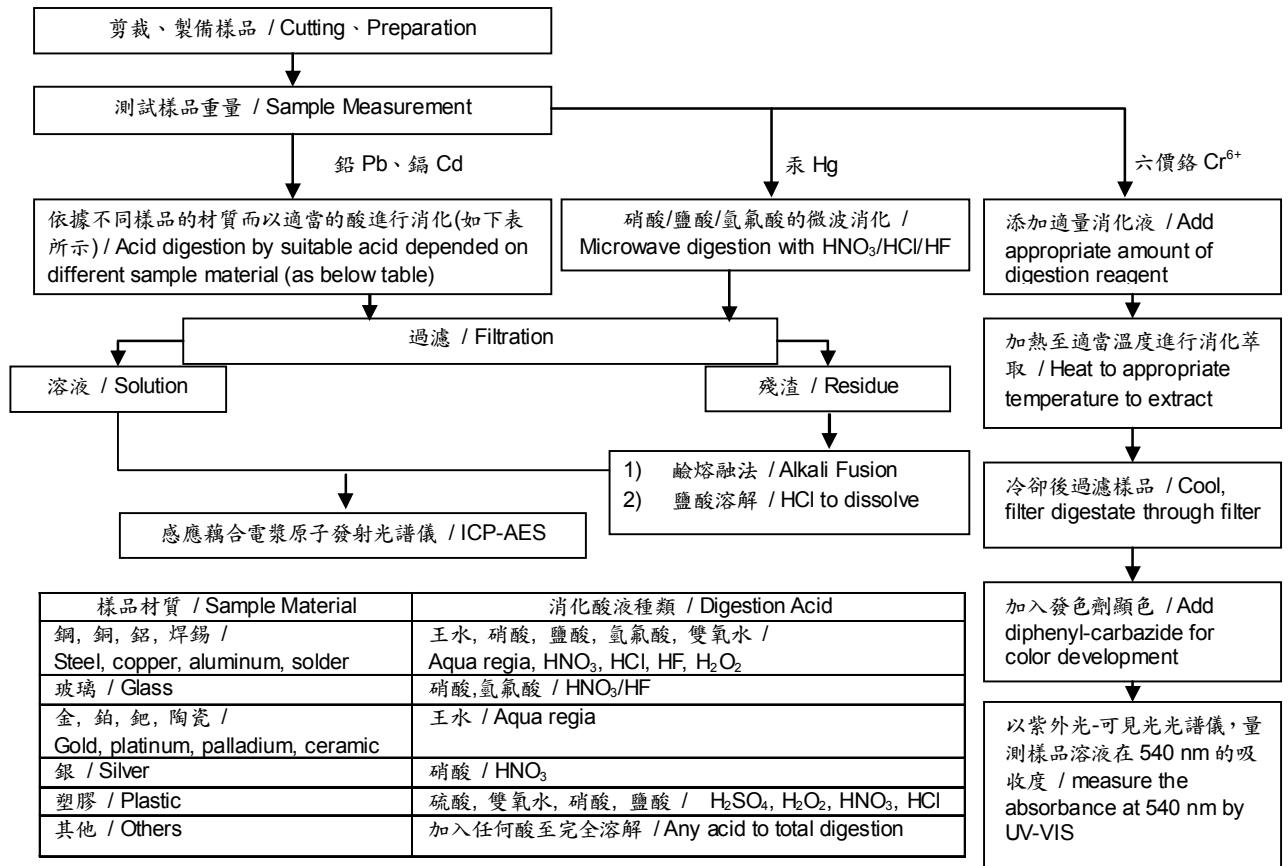 剪裁、製備樣品 / Cutting、Preparation
測試樣品重量 / Sample Measurement
鉛 Pb、鎘 Cd
汞 Hg
六價鉻 Cr⁶⁺
依據不同樣品的材質而以適當的酸進行消化(如下表
所示) / Acid digestion by suitable acid depended on
different sample material (as below table)
硝酸/鹽酸/氫氟酸的微波消化 /
Microwave digestion with HNO₃/HCl/HF
添加適量消化液 / Add
appropriate amount of
digestion reagent
過濾 / Filtration
加熱至適當溫度進行消化萃
取 / Heat to appropriate
temperature to extract
溶液 / Solution
殘渣 / Residue
1) 鹼熔融法 / Alkali Fusion
2) 鹽酸溶解 / HCl to dissolve
冷卻後過濾樣品 / Cool,
filter digestate through filter
感應藕合電漿原子發射光譜儀 / ICP-AES
樣品材質 / Sample Material
消化酸液種類 / Digestion Acid
鋼, 銅, 鋁, 焊錫 /
Steel, copper, aluminum, solder
王水, 硝酸, 鹽酸, 氫氟酸, 雙氧水 /
Aqua regia, HNO₃, HCl, HF, H₂O₂
玻璃 / Glass
硝酸,氫氟酸 / HNO₃/HF
金, 鉑, 鈀, 陶瓷 /
Gold, platinum, palladium, ceramic
王水 / Aqua regia
銀 / Silver
硝酸 / HNO₃
塑膠 / Plastic
硫酸, 雙氧水, 硝酸, 鹽酸 / H₂SO₄, H₂O₂, HNO₃, HCl
其他 / Others
加入任何酸至完全溶解 / Any acid to total digestion
加入發色劑顯色 / Add
diphenyl-carbazide for
color development
以紫外光-可見光光譜儀，量
測樣品溶液在 540 nm 的吸
收度 / measure the
absorbance at 540 nm by
UV-VIS